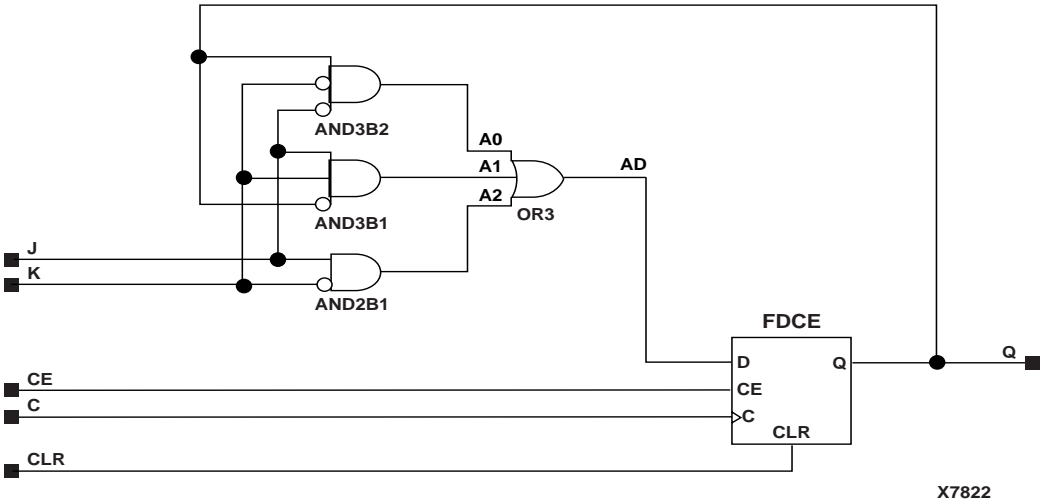 AND3B2
A0
A1
AD
A2
AND3B1
OR3
J
K
AND2B1
FDCE
D
Q
Q
CE
CE
C
C
CLR
CLR
X7822